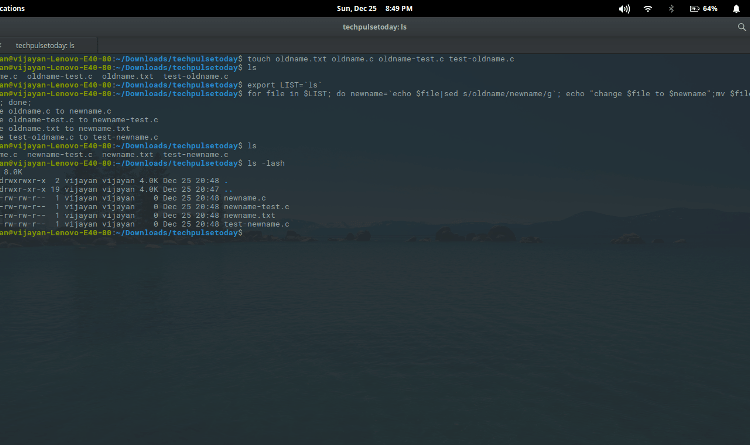 cations
Sun, Dec 25 8:49 PM
64%
techpulsetoday: ls
techpulsetoday: ls
an@vijayan-Lenovo-E40-80:~/Downloads/techpulsetoday$ touch oldname.txt oldname.c oldname-test.c test-oldname.c
an@vijayan-Lenovo-E40-80:~/Downloads/techpulsetoday$ ls
me.c oldname-test.c oldname.txt test-oldname.c
an@vijayan-Lenovo-E40-80:~/Downloads/techpulsetoday$ export LIST=`ls`
an@vijayan-Lenovo-E40-80:~/Downloads/techpulsetoday$ for file in $LIST; do newname=`echo $file|sed s/oldname/newname/g`; echo "change $file to $newname";mv $file
; done;
e oldname.c to newname.c
e oldname-test.c to newname-test.c
e oldname.txt to newname.txt
e test-oldname.c to test-newname.c
an@vijayan-Lenovo-E40-80:~/Downloads/techpulsetoday$ ls
me.c newname-test.c newname.txt test-newname.c
an@vijayan-Lenovo-E40-80:~/Downloads/techpulsetoday$ ls -lash
8.0K
drwxrwxr-x 2 vijayan vijayan 4.0K Dec 25 20:48 .
drwxr-xr-x 19 vijayan vijayan 4.0K Dec 25 20:47 ..
-rw-rw-r-- 1 vijayan vijayan 0 Dec 25 20:48 newname.c
-rw-rw-r-- 1 vijayan vijayan 0 Dec 25 20:48 newname-test.c
-rw-rw-r-- 1 vijayan vijayan 0 Dec 25 20:48 newname.txt
-rw-rw-r-- 1 vijayan vijayan 0 Dec 25 20:48 test-newname.c
an@vijayan-Lenovo-E40-80:~/Downloads/techpulsetoday$